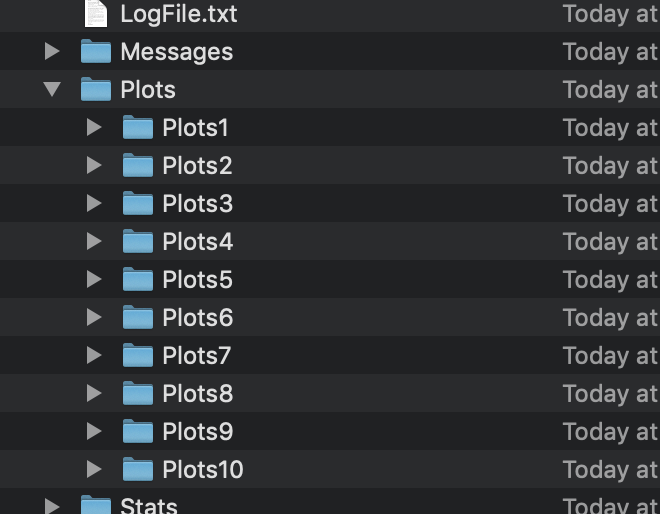 LogFile.txt Today at
Messages Today at
Plots Today at
Plots1 Today at
Plots2 Today at
Plots3 Today at
Plots4 Today at
Plots5 Today at
Plots6 Today at
Plots7 Today at
Plots8 Today at
Plots9 Today at
Plots10 Today at
Stats Today at